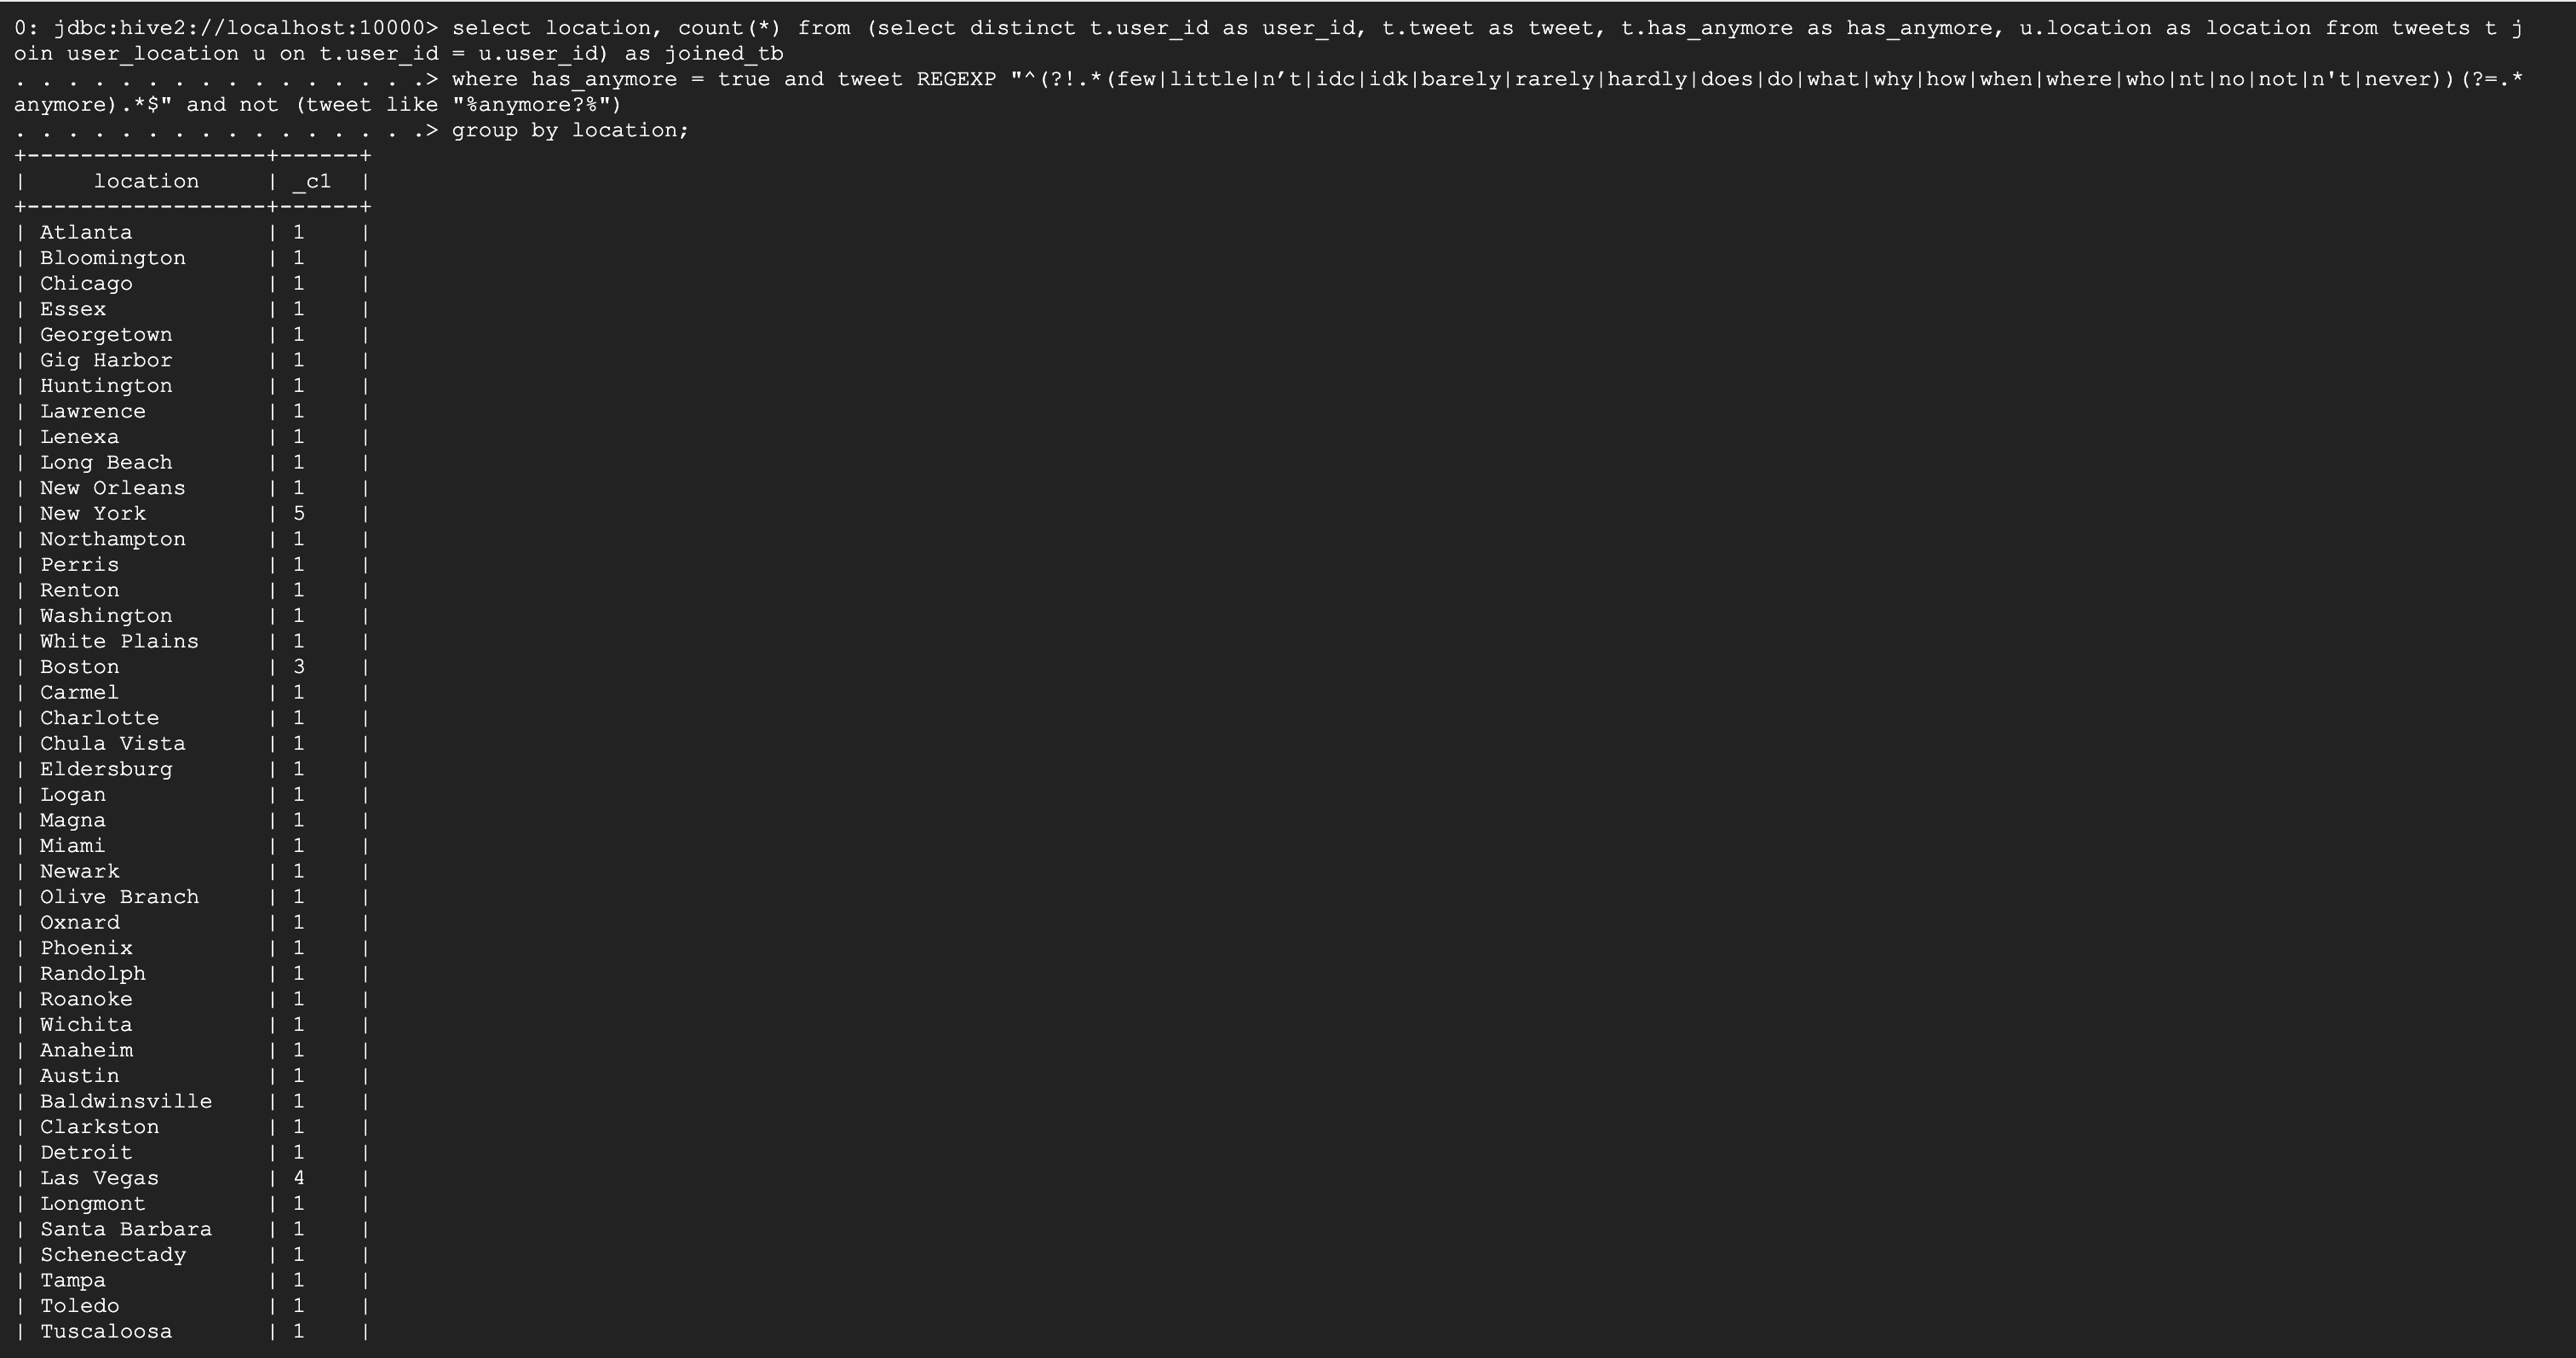 0: jdbc:hive2://localhost:10000> select location, count(*) from (select distinct t.user_id as user_id, t.tweet as tweet, t.has_anymore as has_anymore, u.location as location from tweets t j
oin user_location u on t.user_id = u.user_id) as joined_tb
. . . . . . . . . . . . . . . .> where has_anymore = true and tweet REGEXP "^(?!.*(few|little|n’t|idc|idk|barely|rarely|hardly|does|do|what|why|how|when|where|who|nt|no|not|n't|never))(?=.*
anymore).*$" and not (tweet like "%anymore?%")
. . . . . . . . . . . . . . . .> group by location;
+------------------+------+
|     location     | _c1  |
+------------------+------+
| Atlanta          | 1    |
| Bloomington      | 1    |
| Chicago          | 1    |
| Essex            | 1    |
| Georgetown       | 1    |
| Gig Harbor       | 1    |
| Huntington       | 1    |
| Lawrence         | 1    |
| Lenexa           | 1    |
| Long Beach       | 1    |
| New Orleans      | 1    |
| New York         | 5    |
| Northampton      | 1    |
| Perris           | 1    |
| Renton           | 1    |
| Washington       | 1    |
| White Plains     | 1    |
| Boston           | 3    |
| Carmel           | 1    |
| Charlotte        | 1    |
| Chula Vista      | 1    |
| Eldersburg       | 1    |
| Logan            | 1    |
| Magna            | 1    |
| Miami            | 1    |
| Newark           | 1    |
| Olive Branch     | 1    |
| Oxnard           | 1    |
| Phoenix          | 1    |
| Randolph         | 1    |
| Roanoke          | 1    |
| Wichita          | 1    |
| Anaheim          | 1    |
| Austin           | 1    |
| Baldwinsville    | 1    |
| Clarkston        | 1    |
| Detroit          | 1    |
| Las Vegas        | 4    |
| Longmont         | 1    |
| Santa Barbara    | 1    |
| Schenectady      | 1    |
| Tampa            | 1    |
| Toledo           | 1    |
| Tuscaloosa       | 1    |